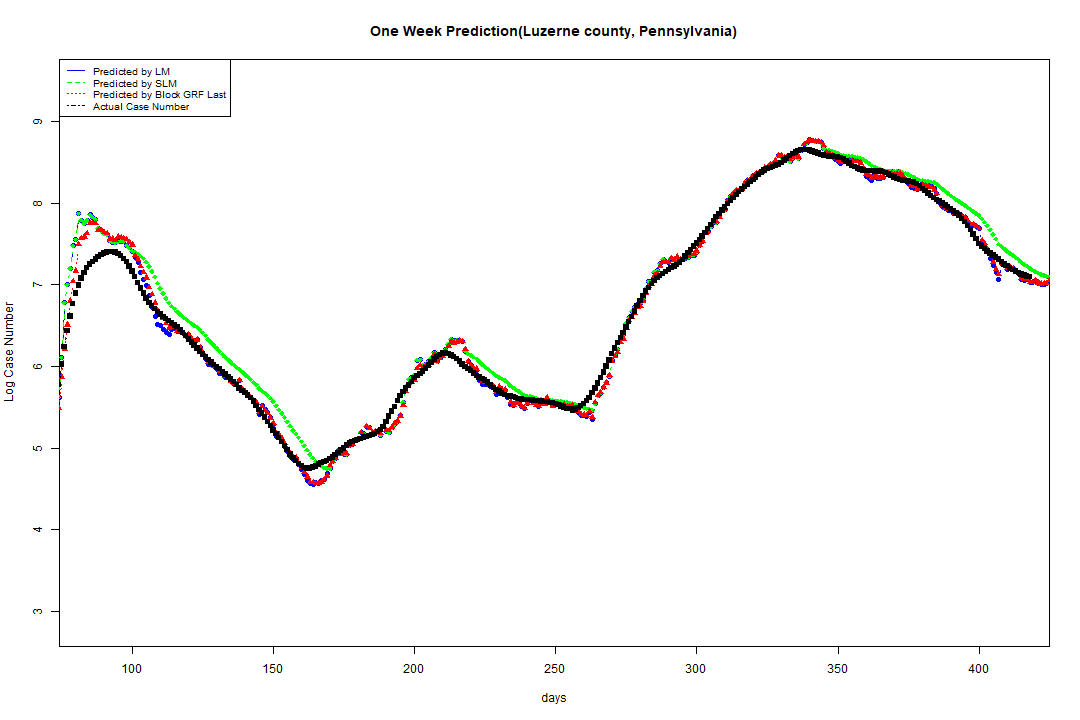 One Week Prediction(Luzerne county, Pennsylvania)
Predicted by LM
Predicted by SLM
Predicted by Block GRF Last
Actual Case Number
Log Case Number
9
8
7
6
5
4
3
100 150 200 250 300 350 400
days